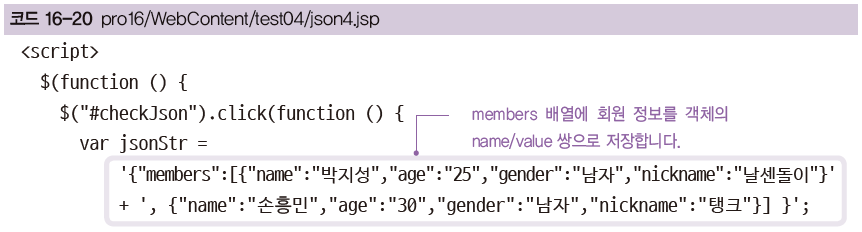 코드 16-20 pro16/WebContent/test04/json4.jsp
<script>
$(function () {
$("#checkJson").click(function () {
members 배열에 회원 정보를 객체의
name/value 쌍으로 저장합니다.
var jsonStr =
'{"members":[{"name":"박지성","age":"25","gender":"남자","nickname":"날센돌이"}'
+ ', {"name":"손흥민","age":"30","gender":"남자","nickname":"탱크"}] }';